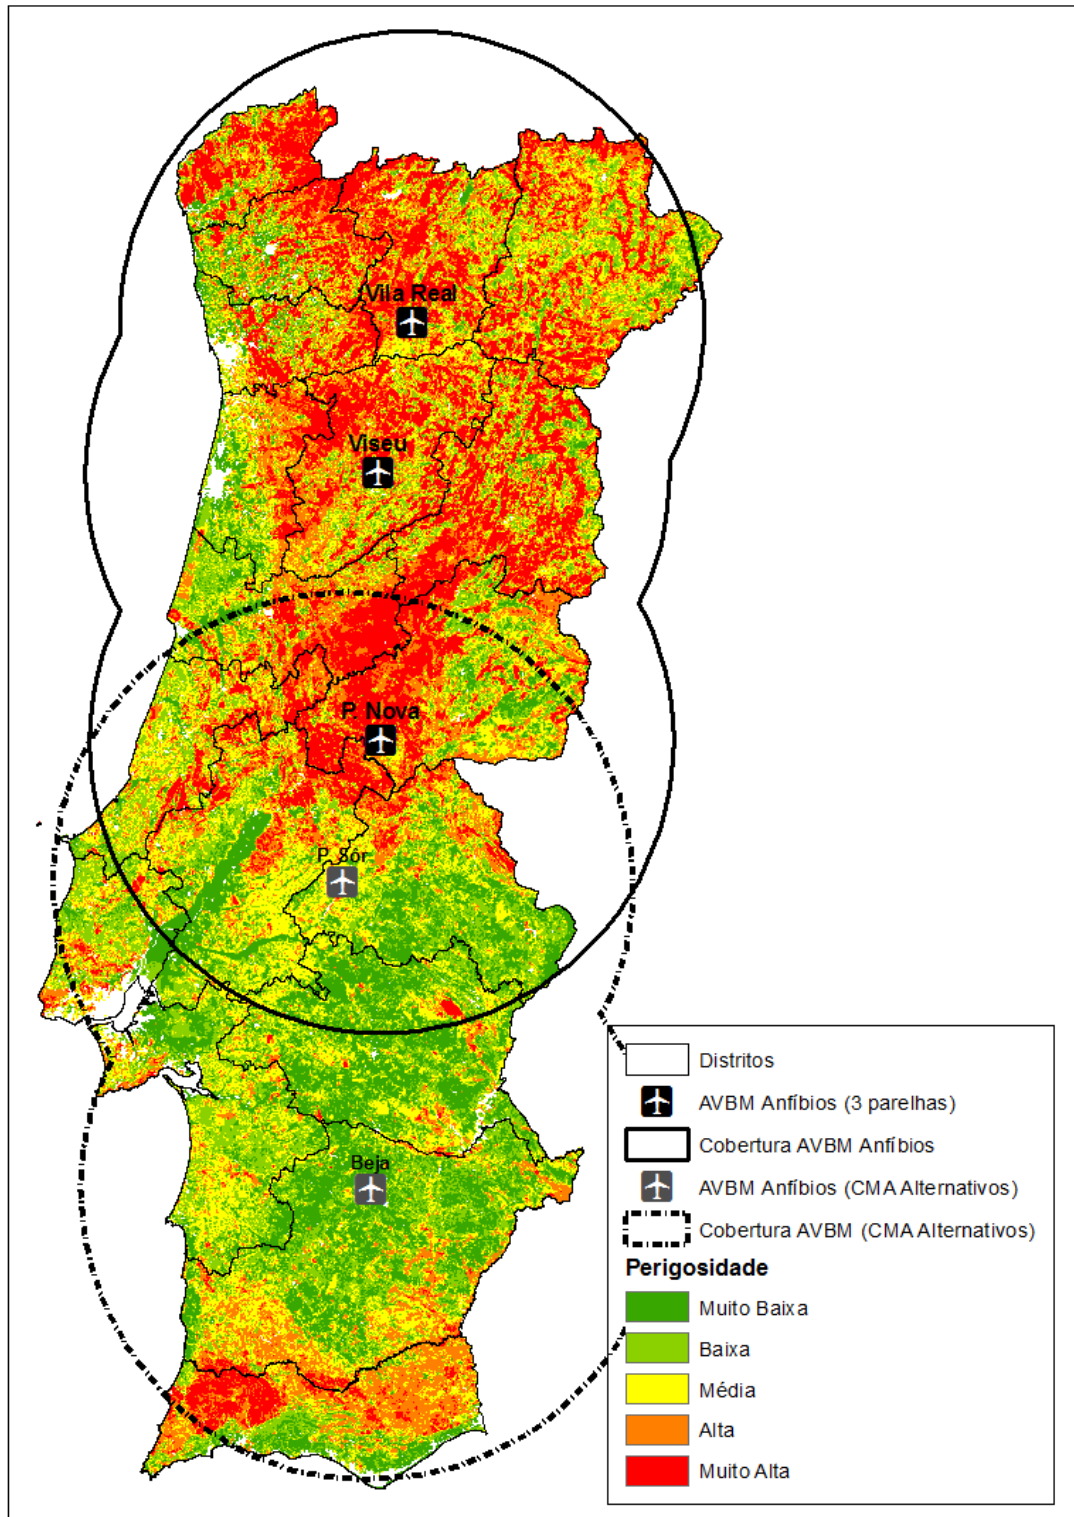 Vila Real
Viseu
P. Nova
P. Sôr
Beja
Distritos
AVBM Anfíbios (3 parelhas)
Cobertura AVBM Anfíbios
AVBM Anfíbios (CMA Alternativos)
Cobertura AVBM (CMA Alternativos)
Perigosidade
Muito Baixa
Baixa
Média
Alta
Muito Alta